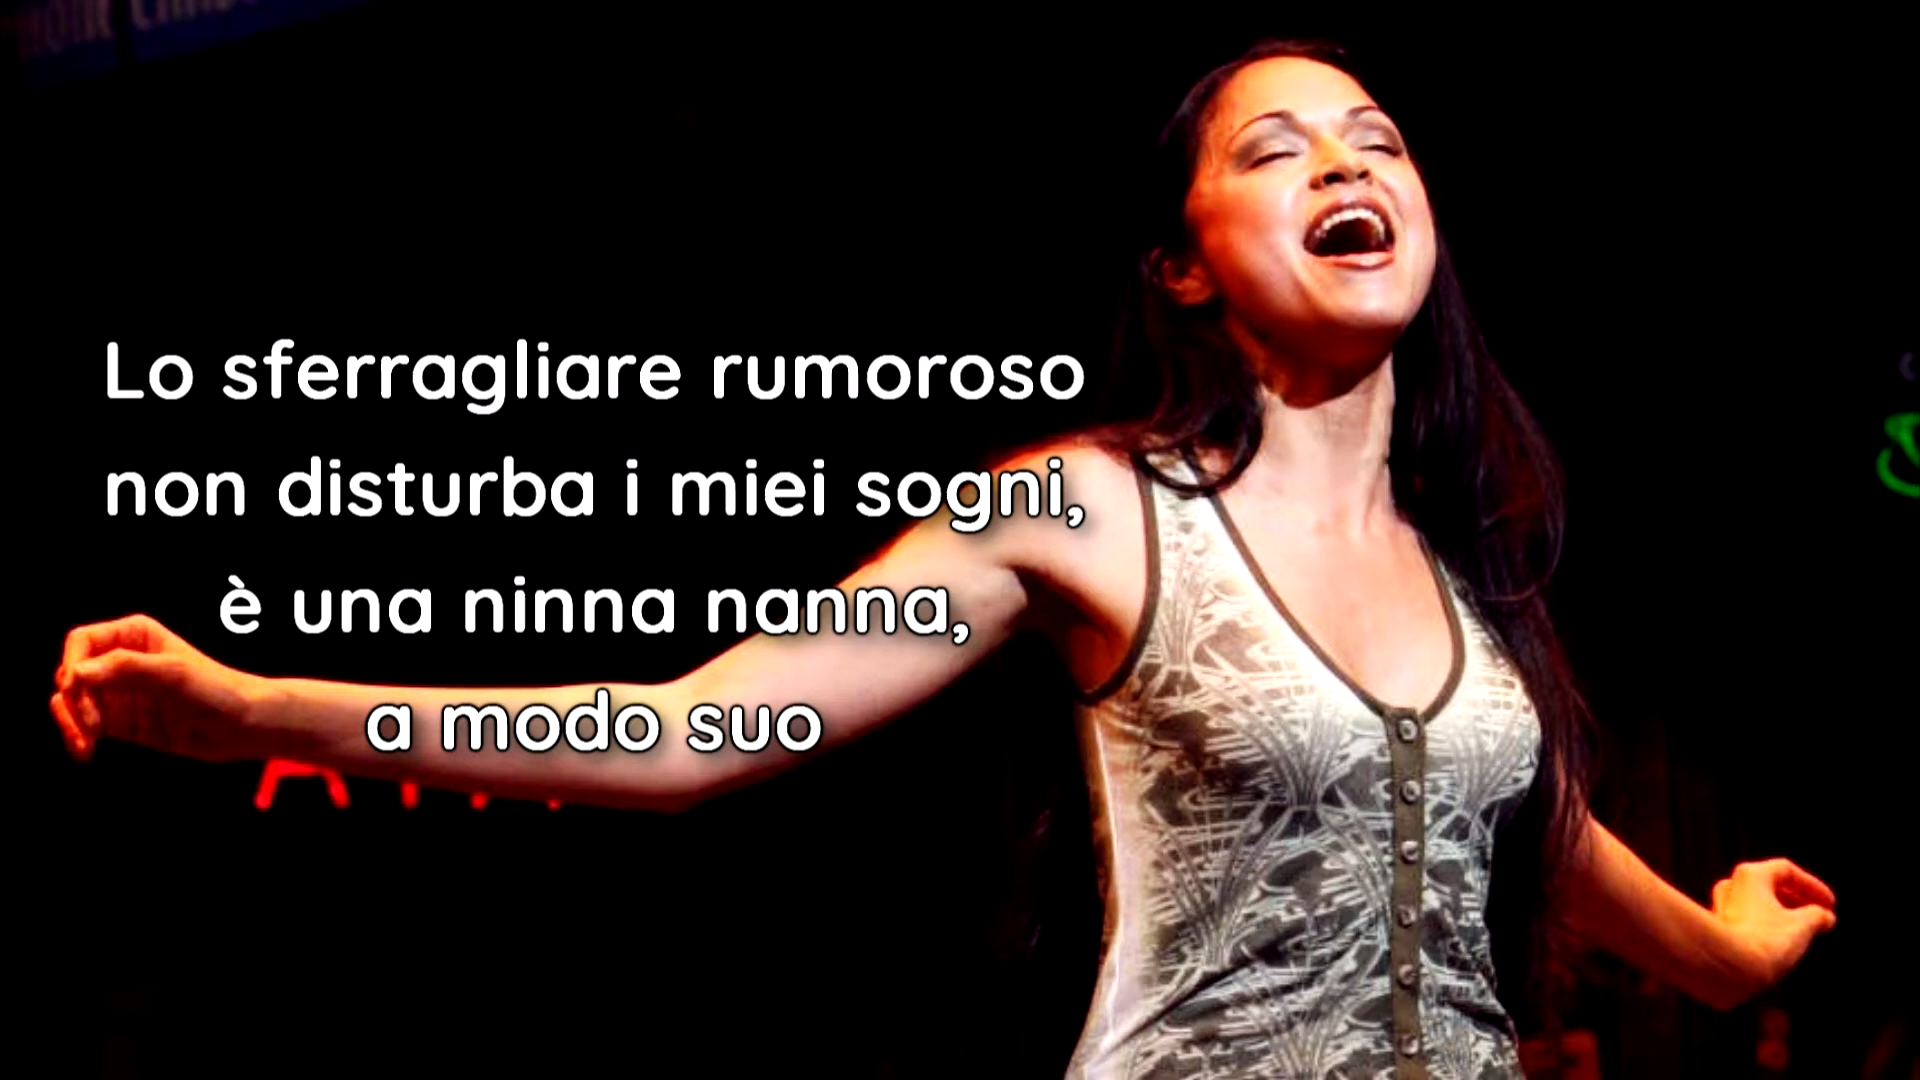 Lo sferragliare rumoroso
non disturba i miei sogni,
è una ninna nanna,
a modo suo